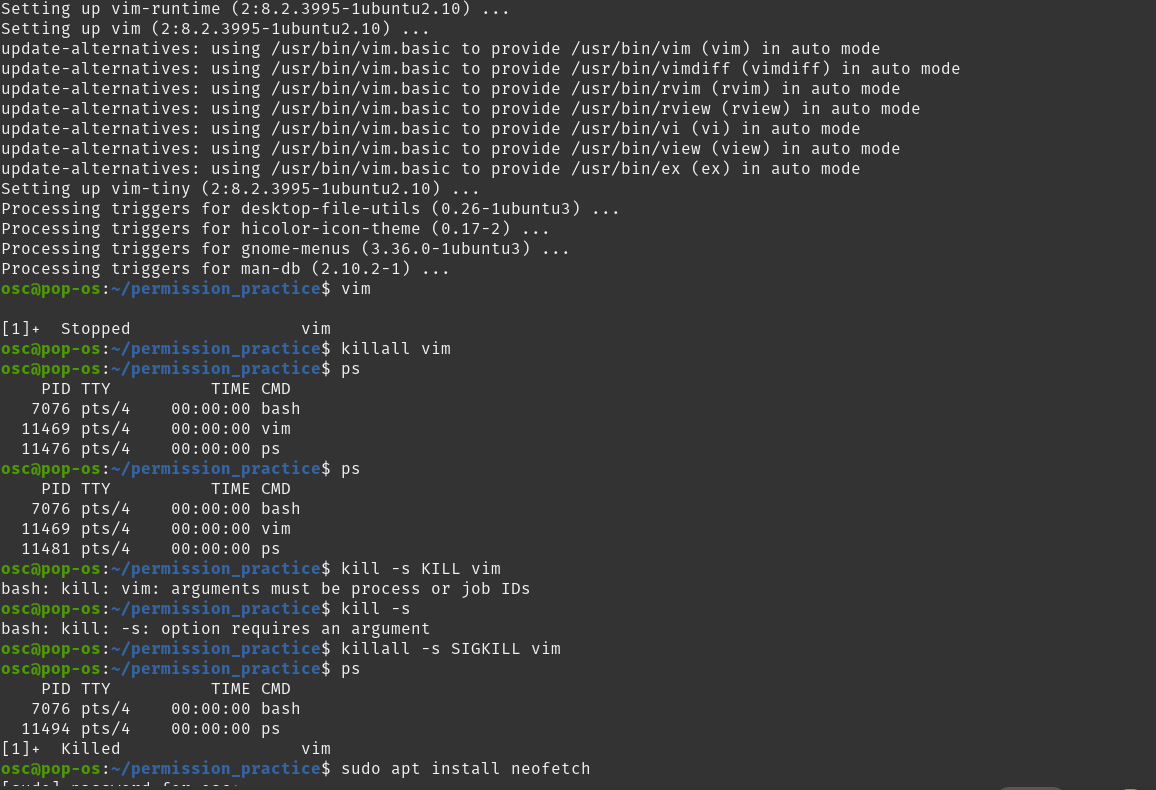 Setting up vim-runtime (2:8.2.3995-1ubuntu2.10) ...
Setting up vim (2:8.2.3995-1ubuntu2.10) ...
update-alternatives: using /usr/bin/vim.basic to provide /usr/bin/vim (vim) in auto mode
update-alternatives: using /usr/bin/vim.basic to provide /usr/bin/vimdiff (vimdiff) in auto mode
update-alternatives: using /usr/bin/vim.basic to provide /usr/bin/rvim (rvim) in auto mode
update-alternatives: using /usr/bin/vim.basic to provide /usr/bin/rview (rview) in auto mode
update-alternatives: using /usr/bin/vim.basic to provide /usr/bin/vi (vi) in auto mode
update-alternatives: using /usr/bin/vim.basic to provide /usr/bin/view (view) in auto mode
update-alternatives: using /usr/bin/vim.basic to provide /usr/bin/ex (ex) in auto mode
Setting up vim-tiny (2:8.2.3995-1ubuntu2.10) ...
Processing triggers for desktop-file-utils (0.26-1ubuntu3) ...
Processing triggers for hicolor-icon-theme (0.17-2) ...
Processing triggers for gnome-menus (3.36.0-1ubuntu3) ...
Processing triggers for man-db (2.10.2-1) ...
osc@pop-os:~/permission_practice$ vim
[1]+  Stopped                 vim
osc@pop-os:~/permission_practice$ killall vim
osc@pop-os:~/permission_practice$ ps
    PID TTY          TIME CMD
   7076 pts/4    00:00:00 bash
  11469 pts/4    00:00:00 vim
  11476 pts/4    00:00:00 ps
osc@pop-os:~/permission_practice$ ps
    PID TTY          TIME CMD
   7076 pts/4    00:00:00 bash
  11469 pts/4    00:00:00 vim
  11481 pts/4    00:00:00 ps
osc@pop-os:~/permission_practice$ kill -s KILL vim
bash: kill: vim: arguments must be process or job IDs
osc@pop-os:~/permission_practice$ kill -s
bash: kill: -s: option requires an argument
osc@pop-os:~/permission_practice$ killall -s SIGKILL vim
osc@pop-os:~/permission_practice$ ps
    PID TTY          TIME CMD
   7076 pts/4    00:00:00 bash
  11494 pts/4    00:00:00 ps
[1]+  Killed                  vim
osc@pop-os:~/permission_practice$ sudo apt install neofetch